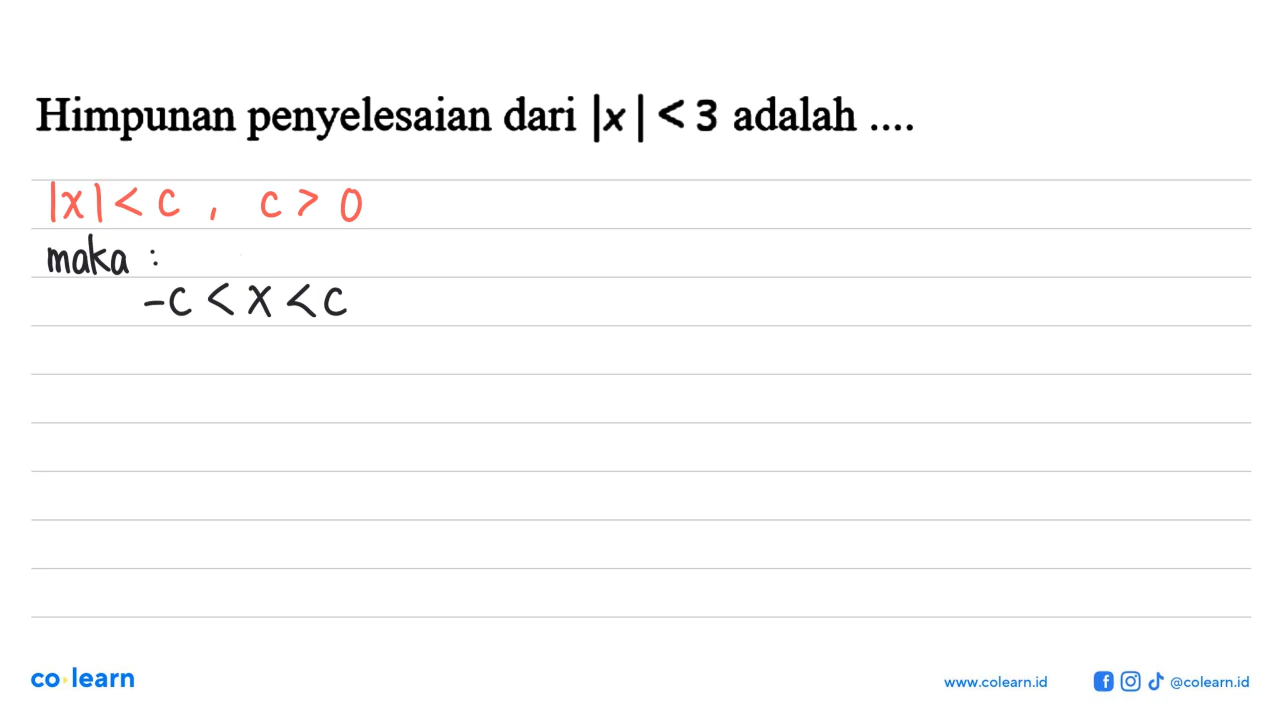 Himpunan penyelesaian dari |x| < 3 adalah ....
|x| < c , c > 0
maka :
-c < x < c
co learn
www.colearn.id @colearn.id